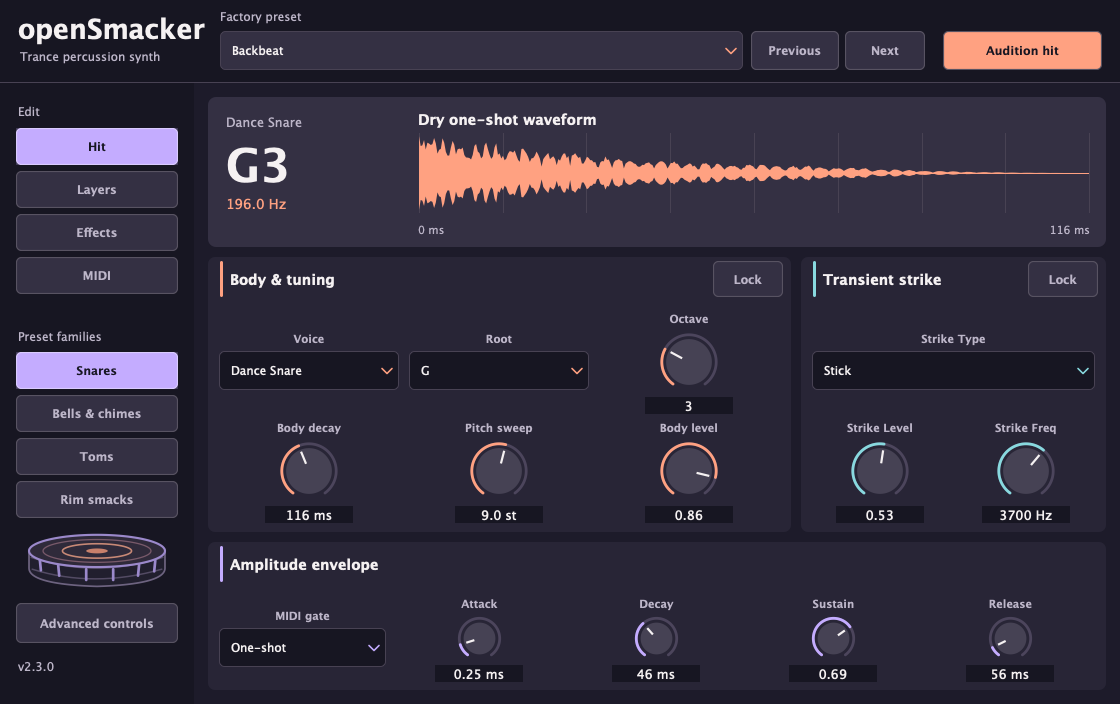 openSmacker
Trance percussion synth
Factory preset
Backbeat
Previous
Next
Audition hit
Edit
Hit
Layers
Effects
MIDI
Preset families
Snares
Bells & chimes
Toms
Rim smacks
Advanced controls
v2.3.0
Dance Snare
G3
196.0 Hz
Dry one-shot waveform
0 ms
116 ms
Body & tuning
Lock
Voice
Dance Snare
Root
G
Octave
3
Body decay
116 ms
Pitch sweep
9.0 st
Body level
0.86
Transient strike
Lock
Strike Type
Stick
Strike Level
0.53
Strike Freq
3700 Hz
Amplitude envelope
MIDI gate
One-shot
Attack
0.25 ms
Decay
46 ms
Sustain
0.69
Release
56 ms